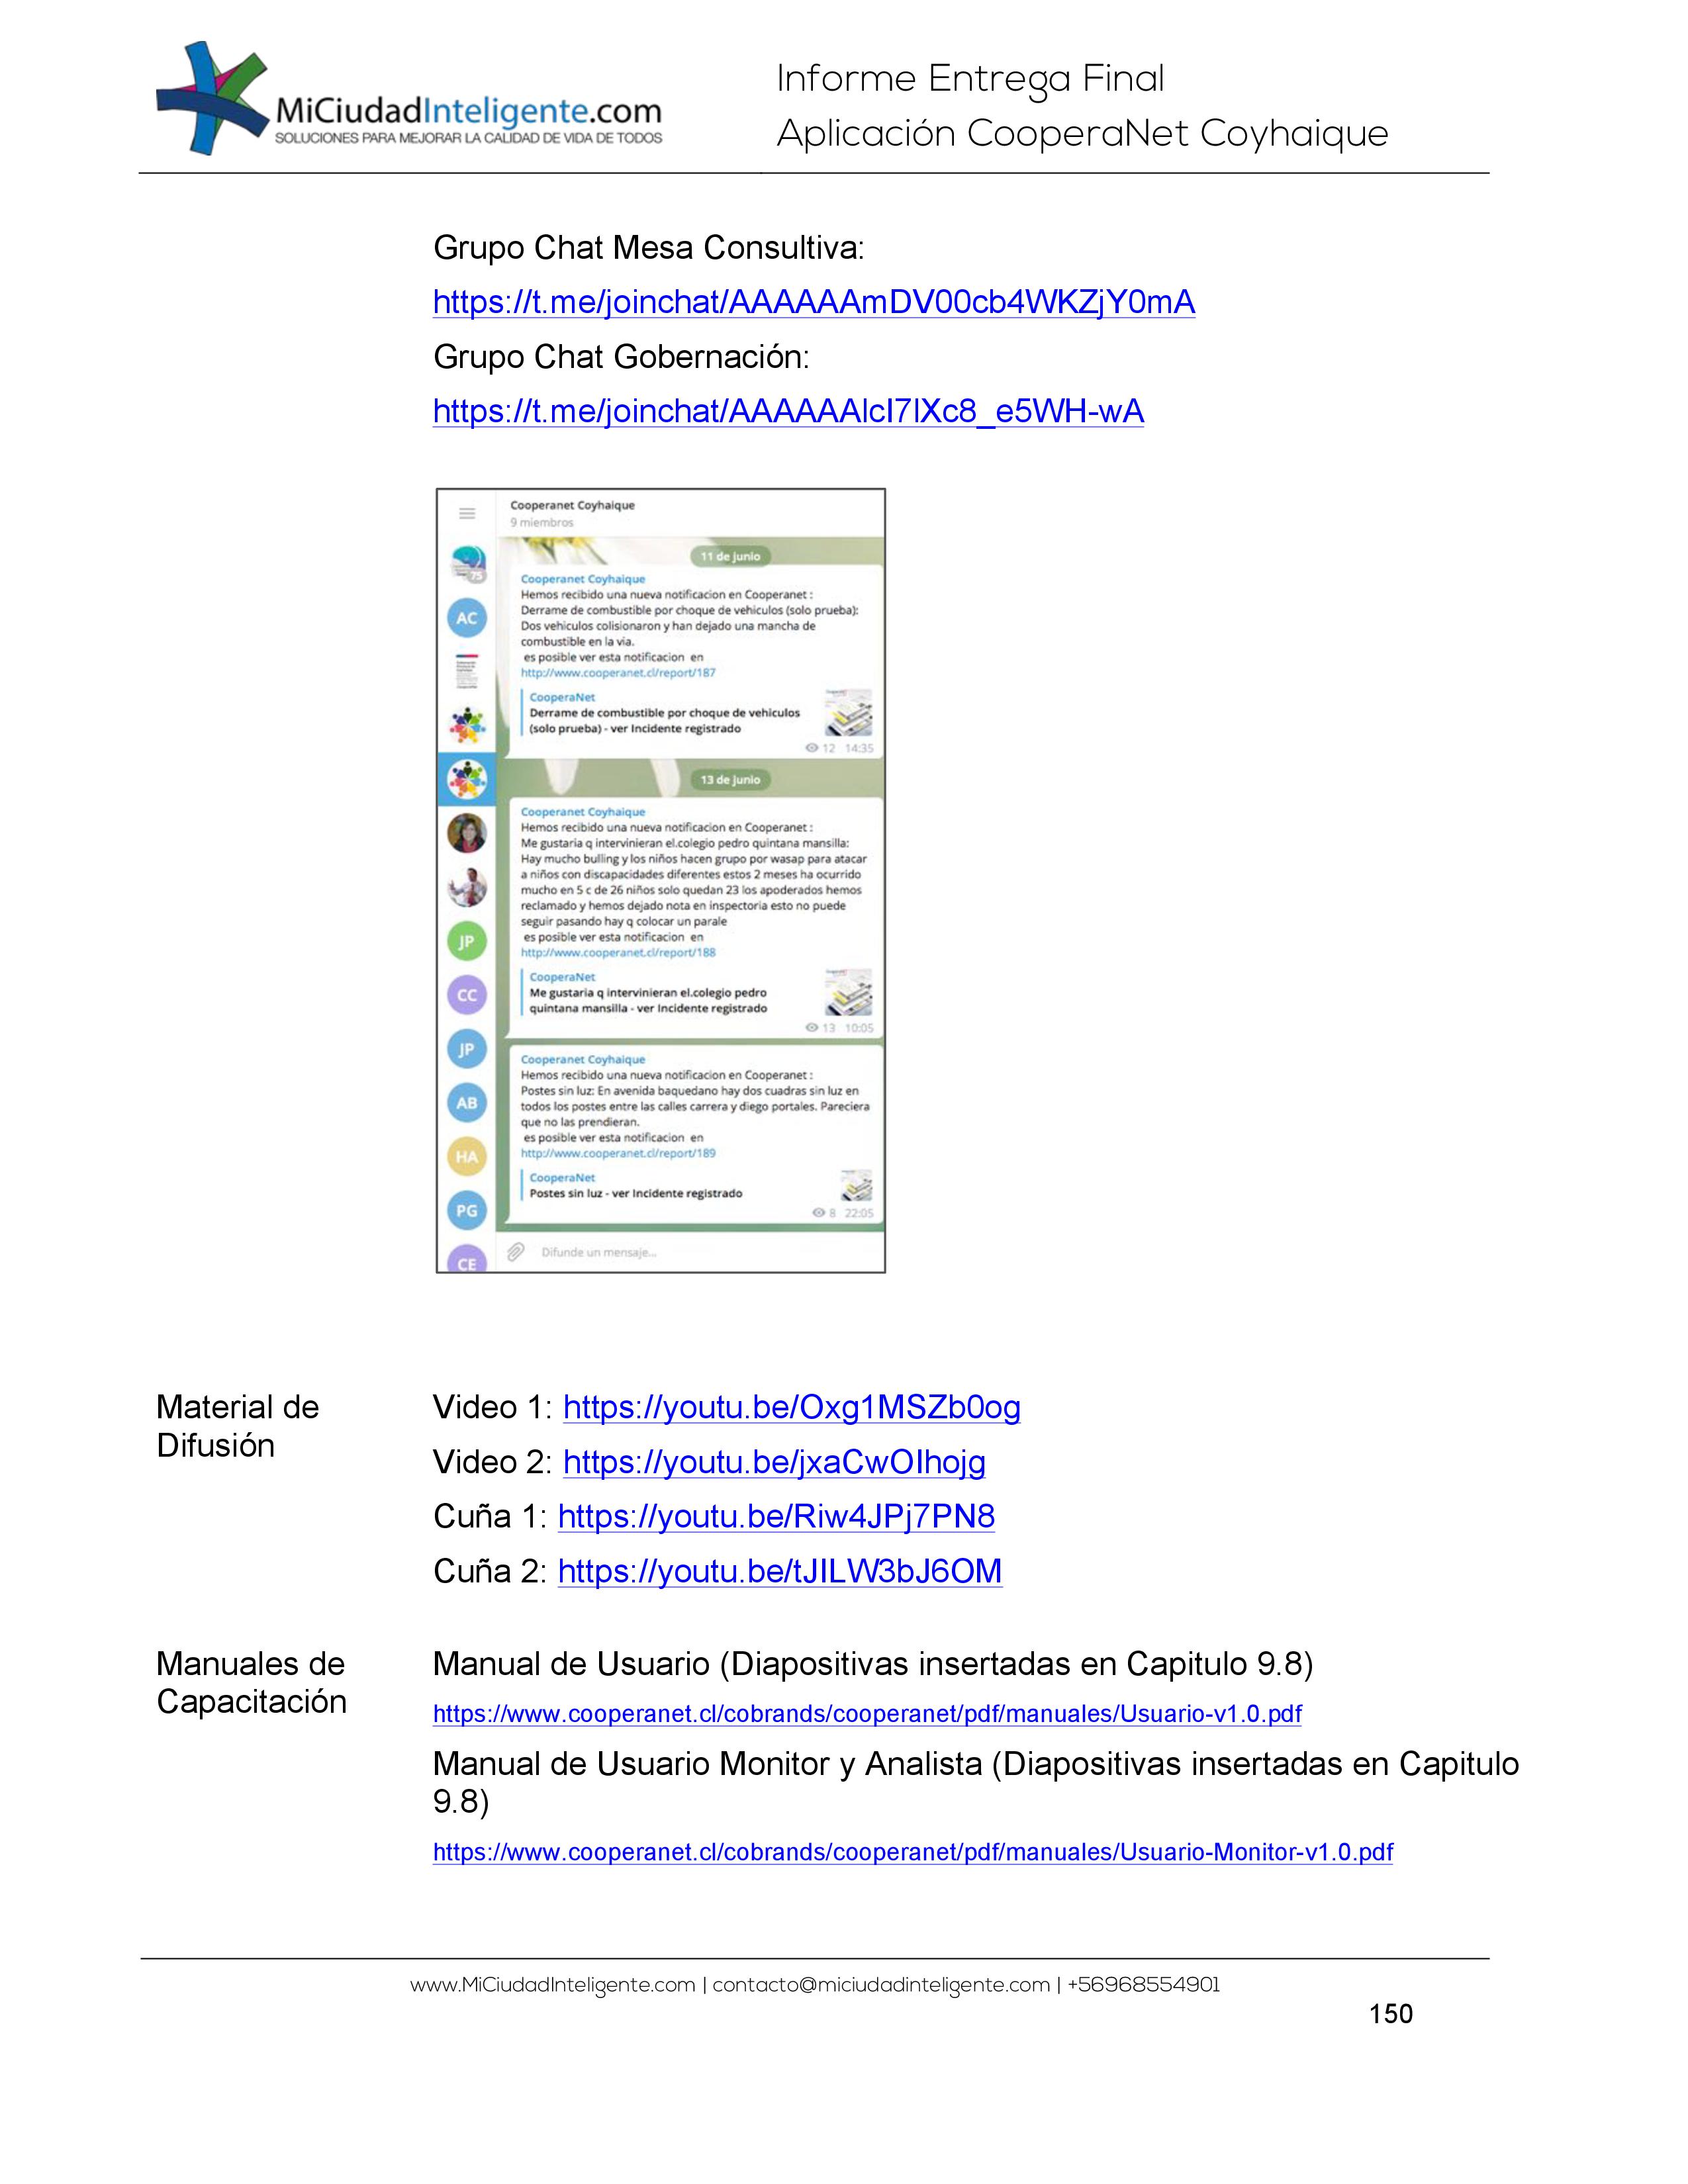 MiCiudadInteligente.com
SOLUCIONES PARA MEJORAR LA CALIDAD DE VIDA DE TODOS
Informe Entrega Final
Aplicación CooperaNet Coyhaique
Grupo Chat Mesa Consultiva:
https://t.me/joinchat/AAAAAAmDV00cb4WKZjY0mA
Grupo Chat Gobernación:
https://t.me/joinchat/AAAAAAlcI7lXc8_e5WH-wA
Cooperanet Coyhaique
9 miembros
75
AC
JP
CC
JP
AB
HA
PG
CE
11 de junio
Cooperanet Coyhaique
Hemos recibido una nueva notificacion en Cooperanet :
Derrame de combustible por choque de vehiculos (solo prueba):
Dos vehiculos colisionaron y han dejado una mancha de
combustible en la via.
es posible ver esta notificacion en
http://www.cooperanet.cl/report/187
CooperaNet
Derrame de combustible por choque de vehiculos
(solo prueba) - ver Incidente registrado
12 14:35
13 de junio
Cooperanet Coyhaique
Hemos recibido una nueva notificacion en Cooperanet :
Me gustaria q intervinieran el.colegio pedro quintana mansilla:
Hay mucho bulling y los niños hacen grupo por wasap para atacar
a niños con discapacidades diferentes estos 2 meses ha ocurrido
mucho en 5 c de 26 niños solo quedan 23 los apoderados hemos
reclamado y hemos dejado nota en inspectoria esto no puede
seguir pasando hay q colocar un parale
es posible ver esta notificacion en
http://www.cooperanet.cl/report/188
CooperaNet
Me gustaria q intervinieran el.colegio pedro
quintana mansilla - ver Incidente registrado
13 10:05
Cooperanet Coyhaique
Hemos recibido una nueva notificacion en Cooperanet :
Postes sin luz: En avenida baquedano hay dos cuadras sin luz en
todos los postes entre las calles carrera y diego portales. Pareciera
que no las prendieran.
es posible ver esta notificacion en
http://www.cooperanet.cl/report/189
CooperaNet
Postes sin luz - ver Incidente registrado
8 22:05
Difunde un mensaje...
Material de
Difusión
Video 1: https://youtu.be/Oxg1MSZb0og
Video 2: https://youtu.be/jxaCwOIhojg
Cuña 1: https://youtu.be/Riw4JPj7PN8
Cuña 2: https://youtu.be/tJILW3bJ6OM
Manuales de
Capacitación
Manual de Usuario (Diapositivas insertadas en Capitulo 9.8)
https://www.cooperanet.cl/cobrands/cooperanet/pdf/manuales/Usuario-v1.0.pdf
Manual de Usuario Monitor y Analista (Diapositivas insertadas en Capitulo
9.8)
https://www.cooperanet.cl/cobrands/cooperanet/pdf/manuales/Usuario-Monitor-v1.0.pdf
www.MiCiudadInteligente.com | contacto@miciudadinteligente.com | +56968554901
150